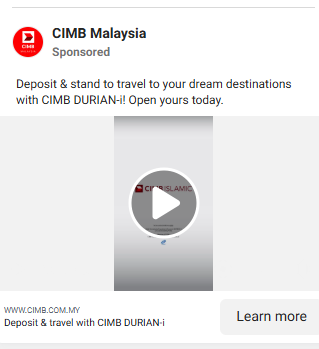 CIMB Malaysia
CIMB
Sponsored
Deposit & stand to travel to your dream destinations
with CIMB DURIAN-i! Open yours today.
CIMB ISLAMIC
WWW.CIMB.COM.MY
Deposit & travel with CIMB DURIAN-i
Learn more